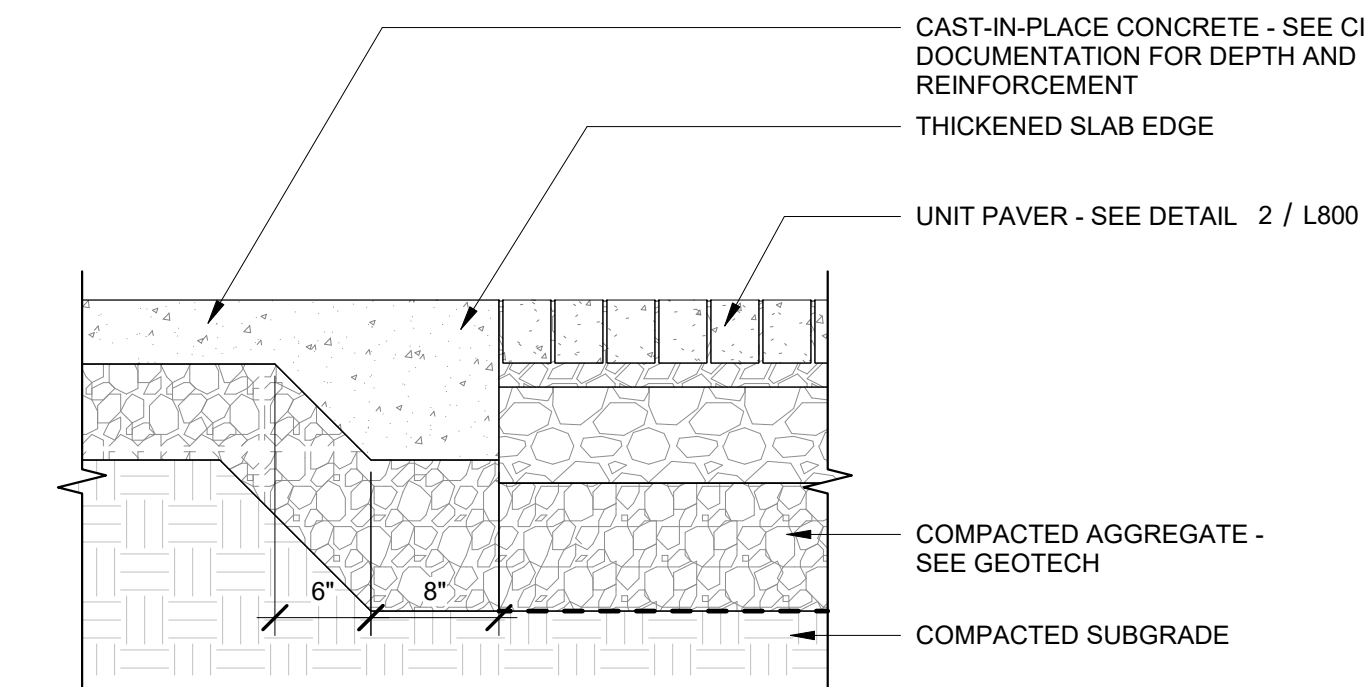 CAST-IN-PLACE CONCRETE - SEE CI
DOCUMENTATION FOR DEPTH AND
REINFORCEMENT
THICKENED SLAB EDGE
UNIT PAVER - SEE DETAIL 2 / L800
COMPACTED AGGREGATE -
SEE GEOTECH
6" 8"
COMPACTED SUBGRADE